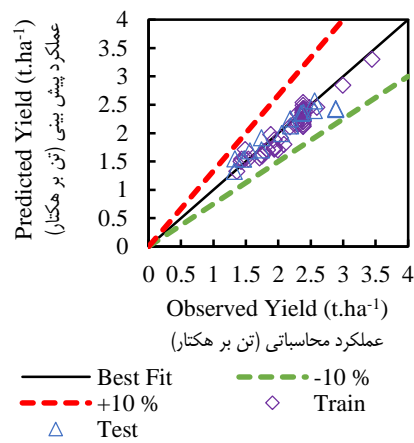 Predicted Yield (t.ha⁻¹)
عملکرد پیش بینی (تن بر هکتار)
4
3.5
3
2.5
2
1.5
1
0.5
0
0 0.5 1 1.5 2 2.5 3 3.5 4
Observed Yield (t.ha⁻¹)
عملکرد محاسباتی (تن بر هکتار)
Best Fit -10 %
+10 % Train
Test